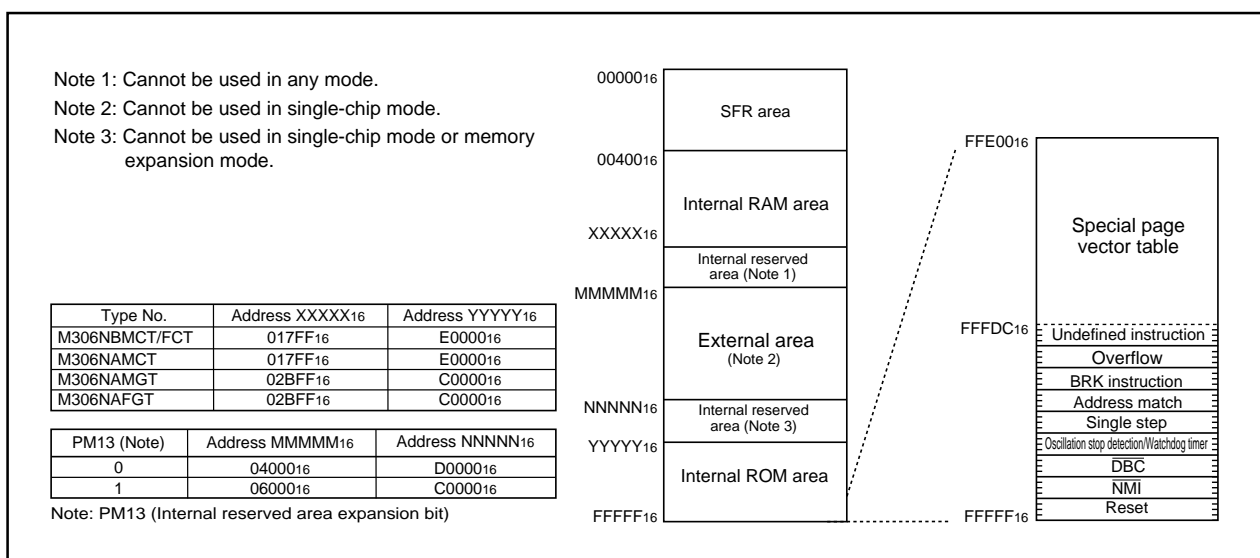 Note 1: Cannot be used in any mode.
Note 2: Cannot be used in single-chip mode.
Note 3: Cannot be used in single-chip mode or memory
expansion mode.
Type No. Address XXXXX16 Address YYYYY16
M306NBMCT/FCT 017FF16 E000016
M306NAMCT 017FF16 E000016
M306NAMGT 02BFF16 C000016
M306NAFGT 02BFF16 C000016
PM13 (Note) Address MMMMM16 Address NNNNN16
0 0400016 D000016
1 0600016 C000016
Note: PM13 (Internal reserved area expansion bit)
0000016
SFR area
0040016
Internal RAM area
XXXXX16
Internal reserved
area (Note 1)
MMMMM16
External area
(Note 2)
NNNNN16
Internal reserved
area (Note 3)
YYYYY16
Internal ROM area
FFFFF16
FFE0016
Special page
vector table
FFFDC16
Undefined instruction
Overflow
BRK instruction
Address match
Single step
Oscillation stop detection/Watchdog timer
DBC
NMI
Reset
FFFFF16